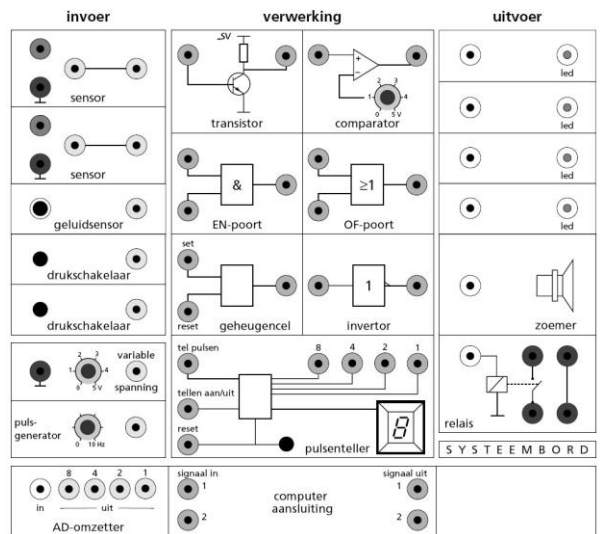 invoer
verwerking
uitvoer
sensor
sensor
geluidsensor
drukschakelaar
drukschakelaar
0 1 2 3 4 5 V
variable
spanning
puls-
generator
0 10 Hz
5V
transistor
+
-
0 1 2 3 4 5 V
comparator
&
EN-poort
≥1
OF-poort
set
reset
geheugencel
1
invertor
tel pulsen
8 4 2 1
tellen aan/uit
reset
8
pulsenteller
led
led
led
led
zoemer
relais
SYSTEEMBORD
8 4 2 1
in
uit
AD-omzetter
signaal in
1
2
computer
aansluiting
signaal uit
1
2